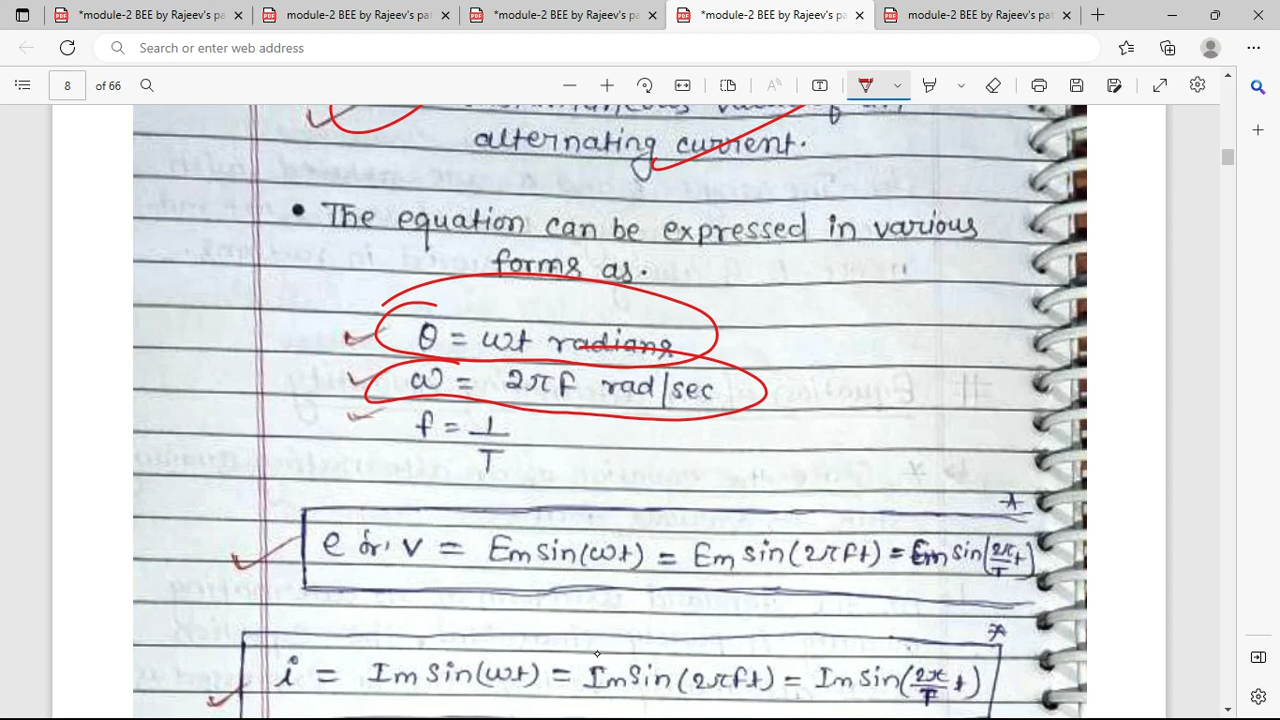 *module-2 BEE by Rajeev's pa
module-2 BEE by Rajeev's pat
*module-2 BEE by Rajeev's pa
*module-2 BEE by Rajeev's pa
module-2 BEE by Rajeev's pat
Search or enter web address
8 of 66
alternating current.
• The equation can be expressed in various
forms as.
θ = ωt radians
ω = 2πf rad/sec
f = 1/T
e or, v = Em sin(ωt) = Em sin(2πft) = Em sin(2π/T t)
i = Im Sin(ωt) = Im Sin(2πft) = Im Sin(2π/T t)